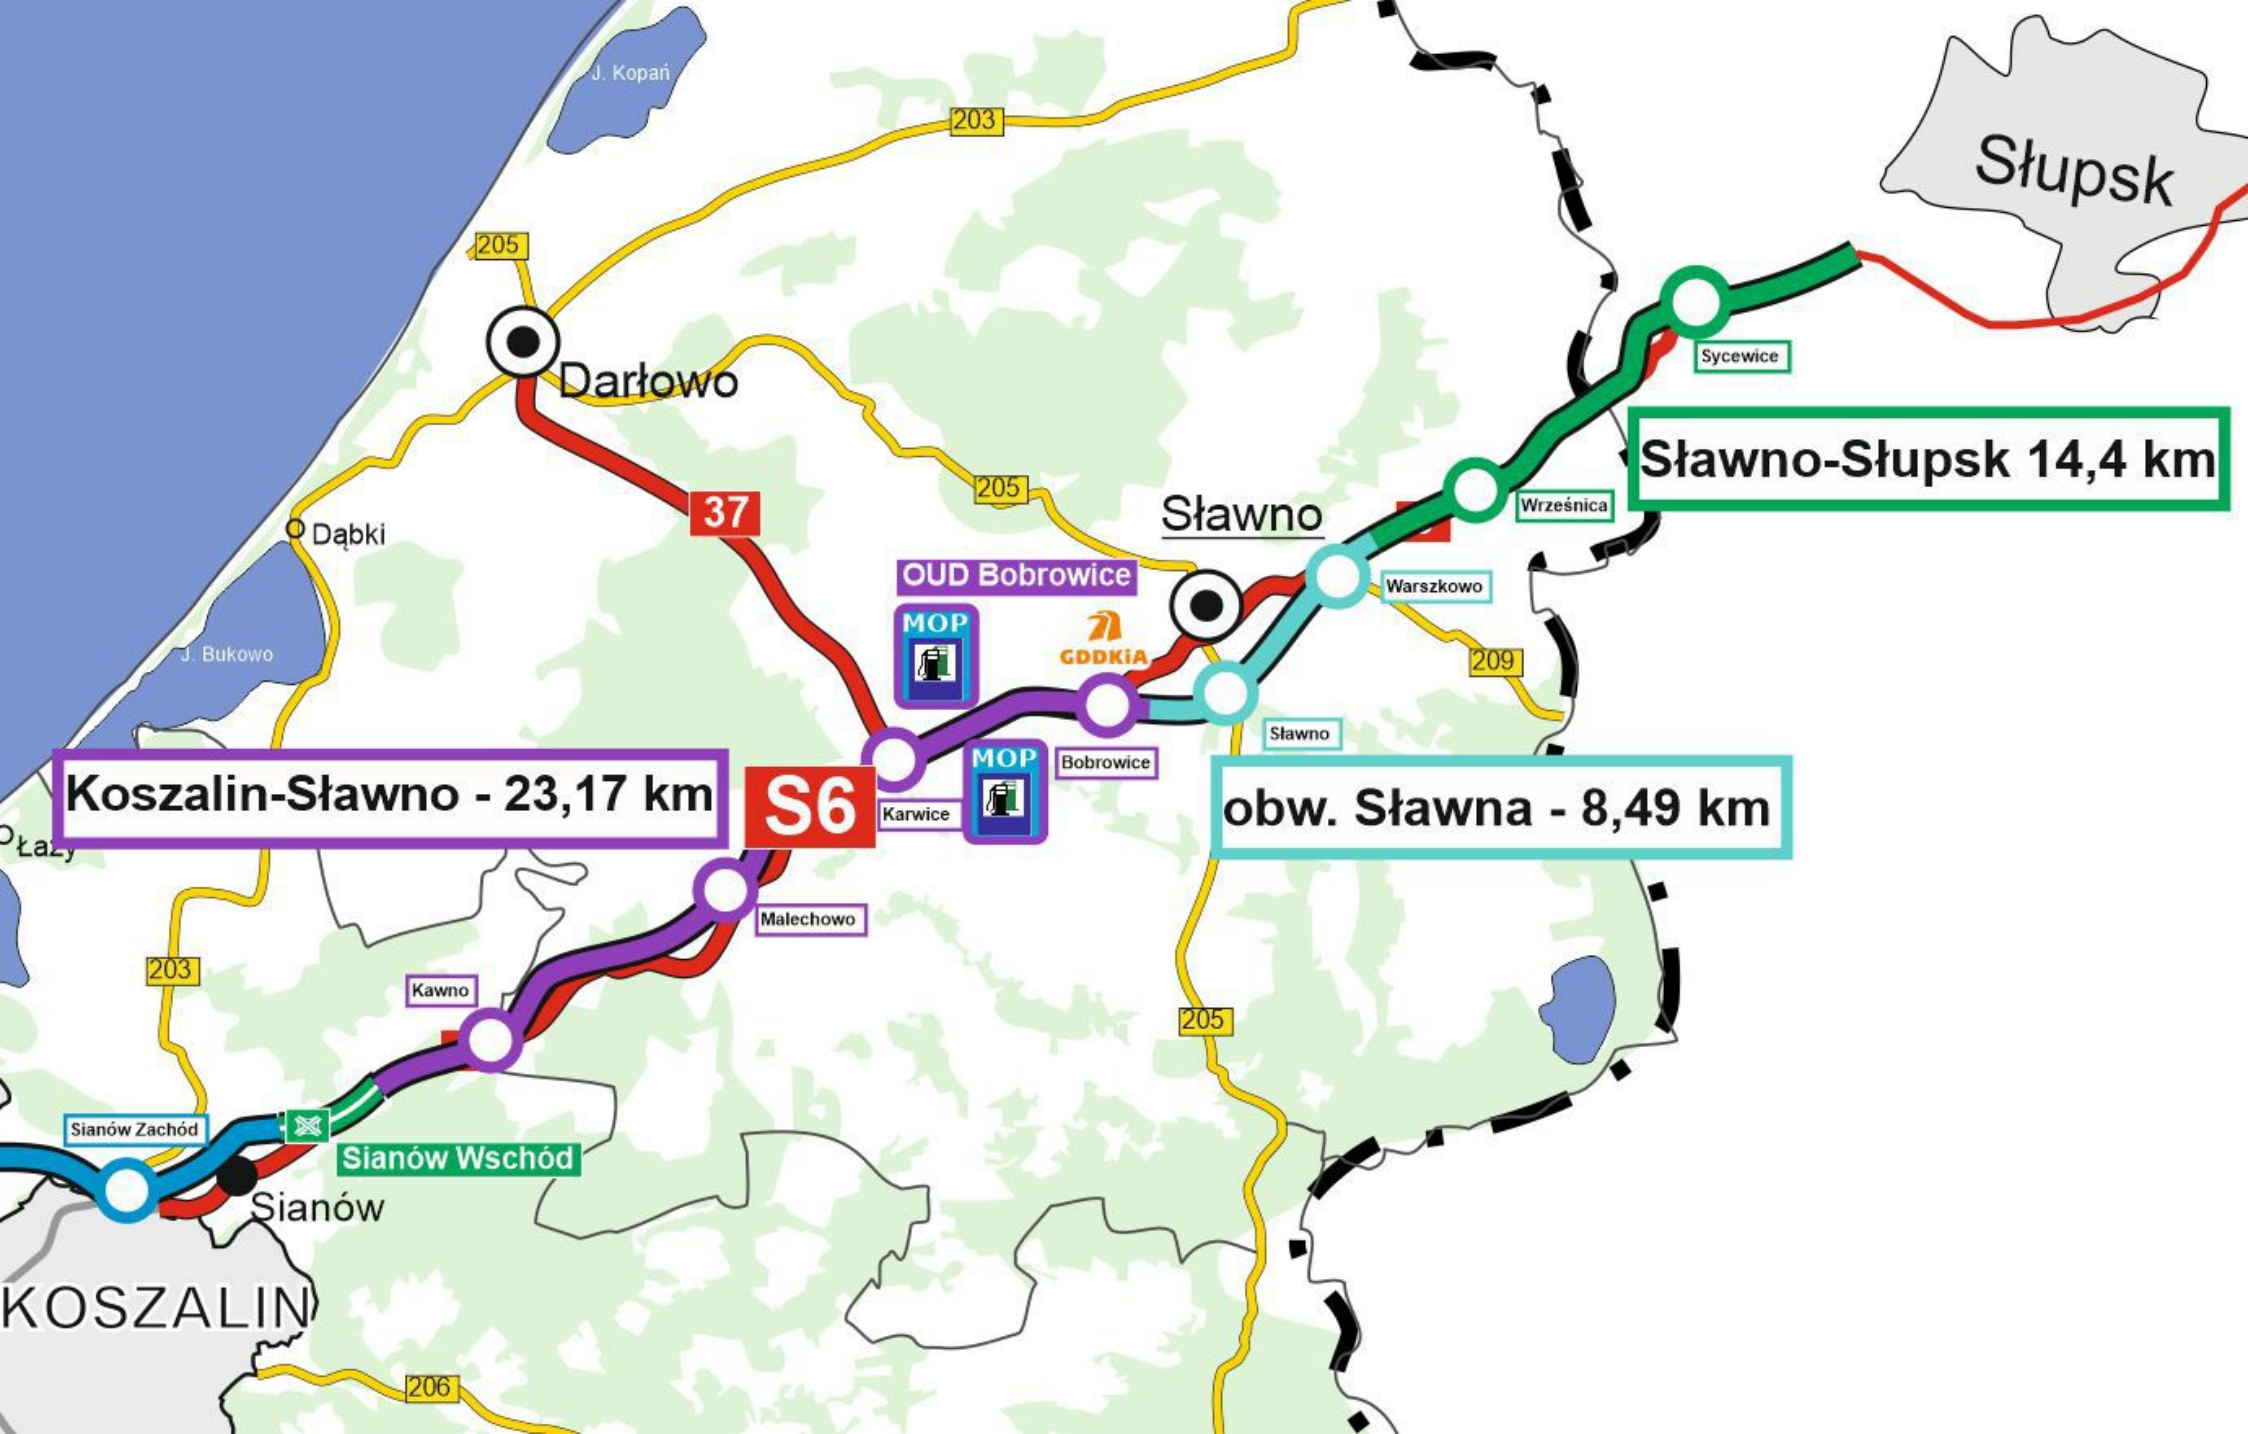 J. Kopań
203
Słupsk
205
Darłowo
Sycewice
Sławno-Słupsk 14,4 km
205
37
Sławno
Wrześnica
Dąbki
OUD Bobrowice
Warszkowo
MOP
GDDKiA
J. Bukowo
209
Sławno
MOP
Bobrowice
Koszalin-Sławno - 23,17 km
S6
Karwice
obw. Sławna - 8,49 km
Łazy
Malechowo
203
Kawno
205
Sianów Zachód
Sianów Wschód
Sianów
KOSZALIN
206